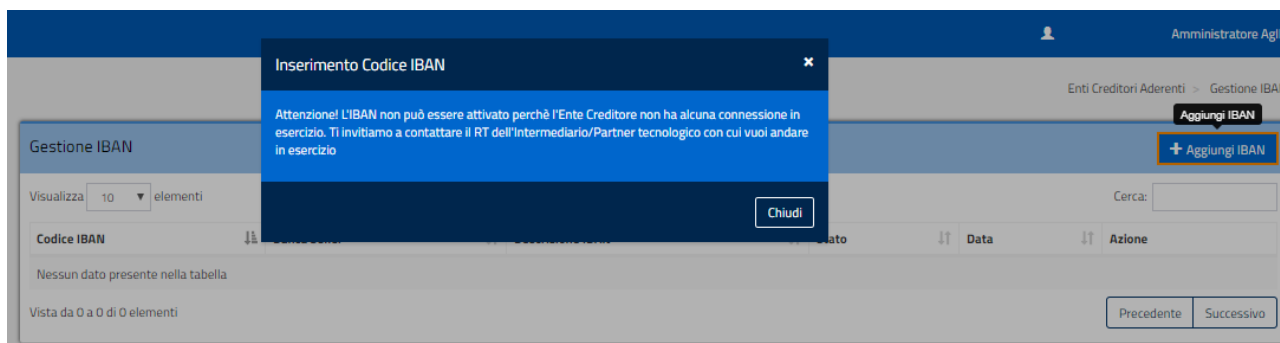 Amministratore Agli
Inserimento Codice IBAN
×
Enti Creditori Aderenti > Gestione IBA
Attenzione! L'IBAN non può essere attivato perchè l'Ente Creditore non ha alcuna connessione in
esercizio. Ti invitiamo a contattare il RT dell'Intermediario/Partner tecnologico con cui vuoi andare
in esercizio
Aggiungi IBAN
Gestione IBAN
+ Aggiungi IBAN
Visualizza 10 elementi
Cerca:
Chiudi
Codice IBAN Stato Data Azione
Nessun dato presente nella tabella
Vista da 0 a 0 di 0 elementi
Precedente Successivo